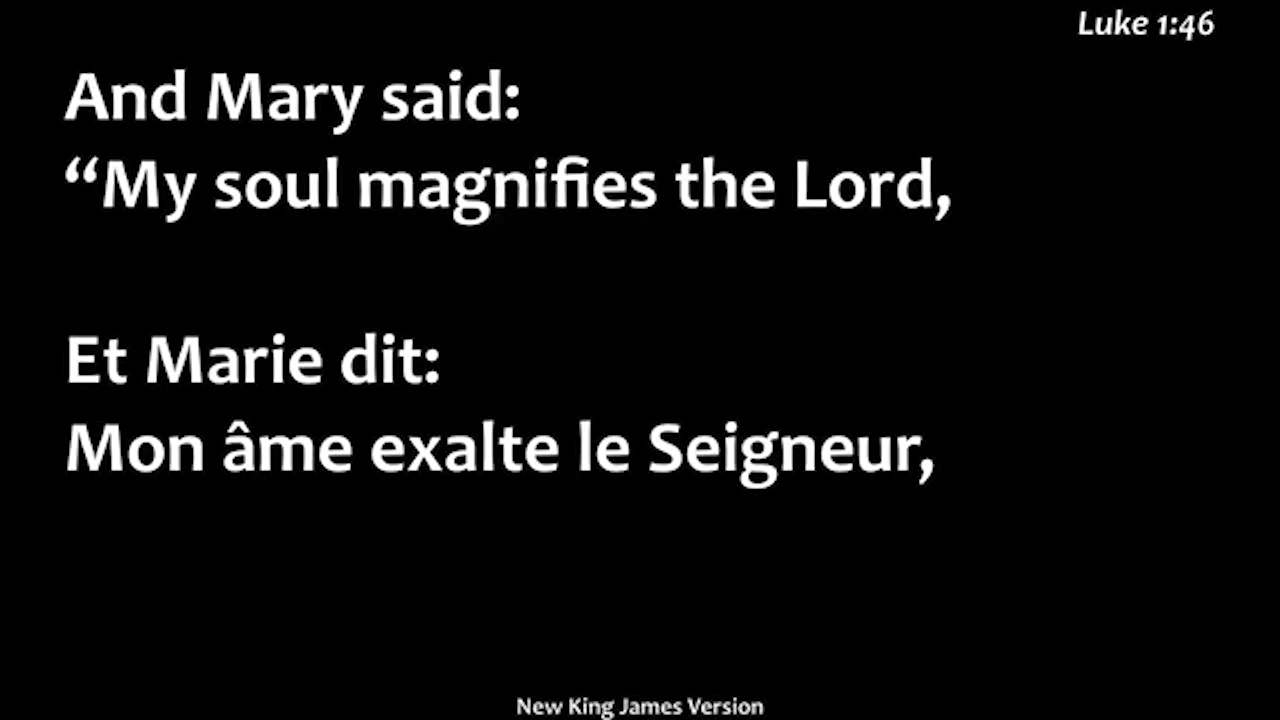 Luke 1:46
And Mary said:
“My soul magnifies the Lord,
Et Marie dit:
Mon âme exalte le Seigneur,
New King James Version